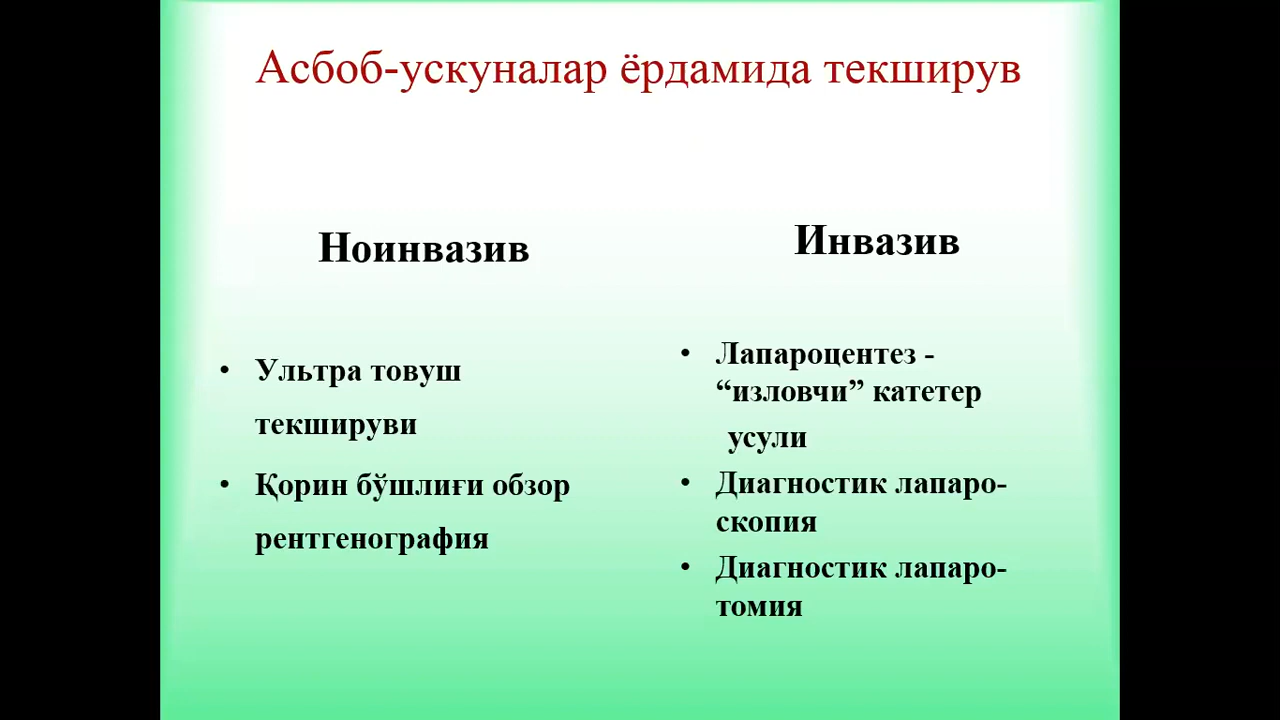 Асбоб-ускуналар ёрдамида текширув
Ноинвазив
• Ультра товуш
текшируви
• Қорин бўшлиғи обзор
рентгенография
Инвазив
• Лапароцентез -
“изловчи” катетер
усули
• Диагностик лапаро-
скопия
• Диагностик лапаро-
томия